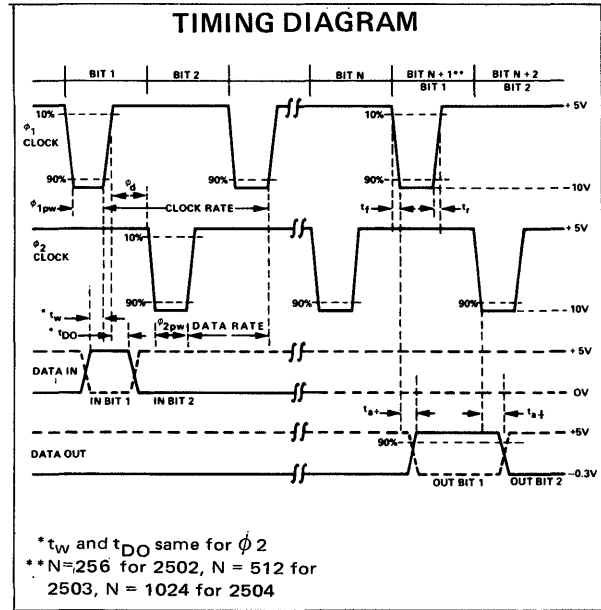 TIMING DIAGRAM
BIT 1 BIT 2 BIT N BIT N + 1** BIT N + 2
BIT 1 BIT 2
+ 5V
10% 10%
ϕ1
CLOCK
ϕd
90% 90% 90%
10V
ϕ1pw CLOCK RATE tf tr
+5V
ϕ2
CLOCK
10%
90% 90%
10V
* tw
* tDO ϕ2pw DATA RATE
+ 5V
DATA IN
IN BIT 1 IN BIT 2 0V
ta+ ta+
+5V
90%
DATA OUT
OUT BIT 1 OUT BIT 2 –0.3V
*tW and tDO same for ϕ2
**N=256 for 2502, N = 512 for
2503, N = 1024 for 2504